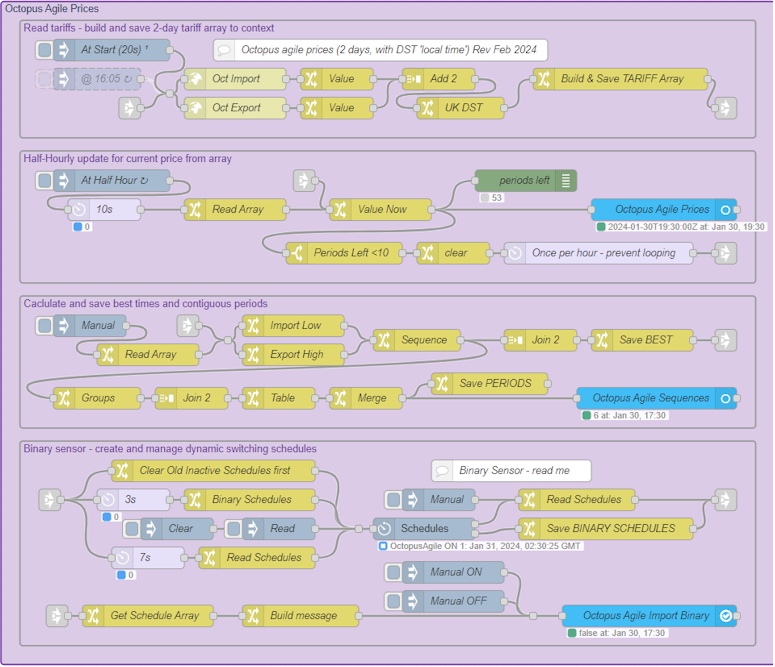 Octopus Agile Prices
Read tariffs - build and save 2-day tariff array to context
At Start (20s) ¹
Octopus agile prices (2 days, with DST 'local time') Rev Feb 2024
@ 16:05 ↻
Oct Import
Value
Add 2
Build & Save TARIFF Array
Oct Export
Value
UK DST
Half-Hourly update for current price from array
At Half Hour ↻
periods left
53
10s
Read Array
Value Now
Octopus Agile Prices
0
2024-01-30T19:30:00Z at: Jan 30, 19:30
Periods Left <10
clear
Once per hour - prevent looping
Caclulate and save best times and contiguous periods
Manual
Import Low
Read Array
Export High
Sequence
Join 2
Save BEST
Save PERIODS
Groups
Join 2
Table
Merge
Octopus Agile Sequences
6 at: Jan 30, 17:30
Binary sensor - create and manage dynamic switching schedules
Clear Old Inactive Schedules first
Binary Sensor - read me
3s
Binary Schedules
Manual
Read Schedules
0
Clear
Read
Schedules
Save BINARY SCHEDULES
OctopusAgile ON 1: Jan 31, 2024, 02:30:25 GMT
7s
Read Schedules
0
Manual ON
Manual OFF
Get Schedule Array
Build message
Octopus Agile Import Binary
false at: Jan 30, 17:30